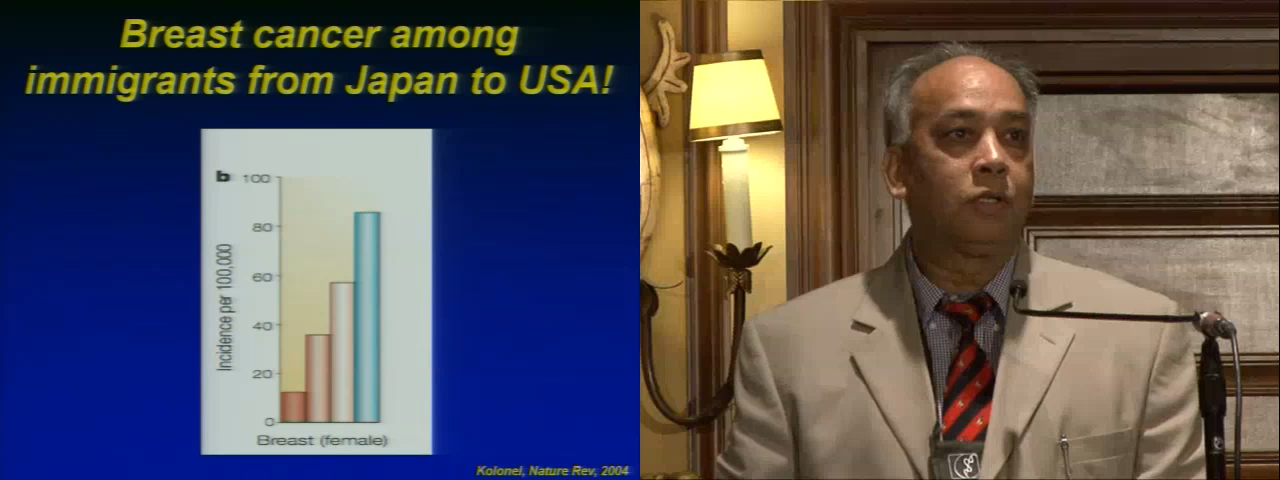 Breast cancer among
immigrants from Japan to USA!
b
100
80
60
40
20
0
Incidence per 100,000
Breast (female)
Kolonel, Nature Rev, 2004